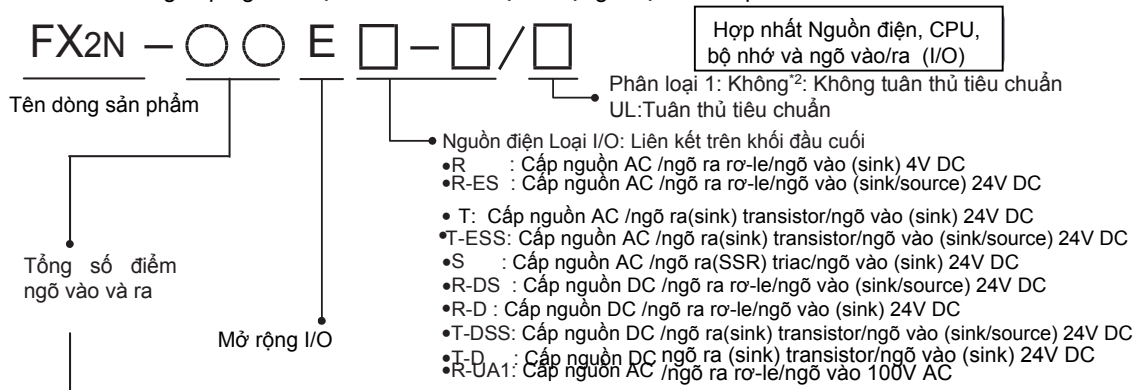 FX2N – ○○ E □ – □ / □
Hợp nhất Nguồn điện, CPU,
bộ nhớ và ngõ vào/ra (I/O)
Tên dòng sản phẩm
Phân loại 1: Không*2: Không tuân thủ tiêu chuẩn
UL:Tuân thủ tiêu chuẩn
Nguồn điện Loại I/O: Liên kết trên khối đầu cuối
•R : Cấp nguồn AC /ngõ ra rơ-le/ngõ vào (sink) 4V DC
•R-ES : Cấp nguồn AC /ngõ ra rơ-le/ngõ vào (sink/source) 24V DC
• T: Cấp nguồn AC /ngõ ra(sink) transistor/ngõ vào (sink) 24V DC
•T-ESS: Cấp nguồn AC /ngõ ra(sink) transistor/ngõ vào (sink/source) 24V DC
•S : Cấp nguồn AC /ngõ ra(SSR) triac/ngõ vào (sink) 24V DC
•R-DS : Cấp nguồn DC /ngõ ra rơ-le/ngõ vào (sink/source) 24V DC
•R-D : Cấp nguồn DC /ngõ ra rơ-le/ngõ vào (sink) 24V DC
•T-DSS: Cấp nguồn DC /ngõ ra(sink) transistor/ngõ vào (sink/source) 24V DC
•T-D : Cấp nguồn DC ngõ ra (sink) transistor/ngõ vào (sink) 24V DC
•R-UA1: Cấp nguồn AC /ngõ ra rơ-le/ngõ vào 100V AC
Tổng số điểm
ngõ vào và ra
Mở rộng I/O